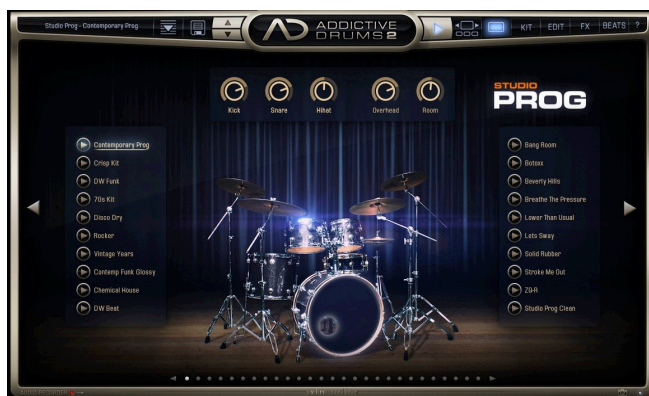 Studio Prog - Contemporary Prog
ADDICTIVE
DRUMS 2
KIT
EDIT
FX
BEATS
?
Kick
Snare
Hihat
Overhead
Room
STUDIO
PROG
Contemporary Prog
Crisp Kit
DW Funk
70s Kit
Disco Dry
Rocker
Vintage Years
Contemp Funk Glossy
Chemical House
DW Beat
Bang Room
Botoxx
Beverly Hills
Breathe The Pressure
Lower Than Usual
Lets Sway
Solid Rubber
Stroke Me Out
ZQ-R
Studio Prog Clean